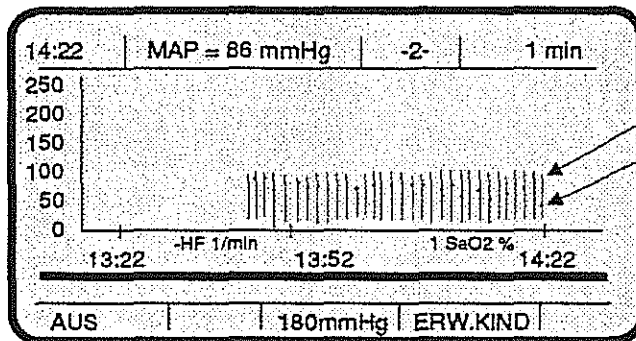 14:22 MAP = 86 mmHg -2- 1 min
250
200
150
100
50
0
-HF 1/min 1 SaO2 %
13:22 13:52 14:22
AUS 180mmHg ERW.KIND